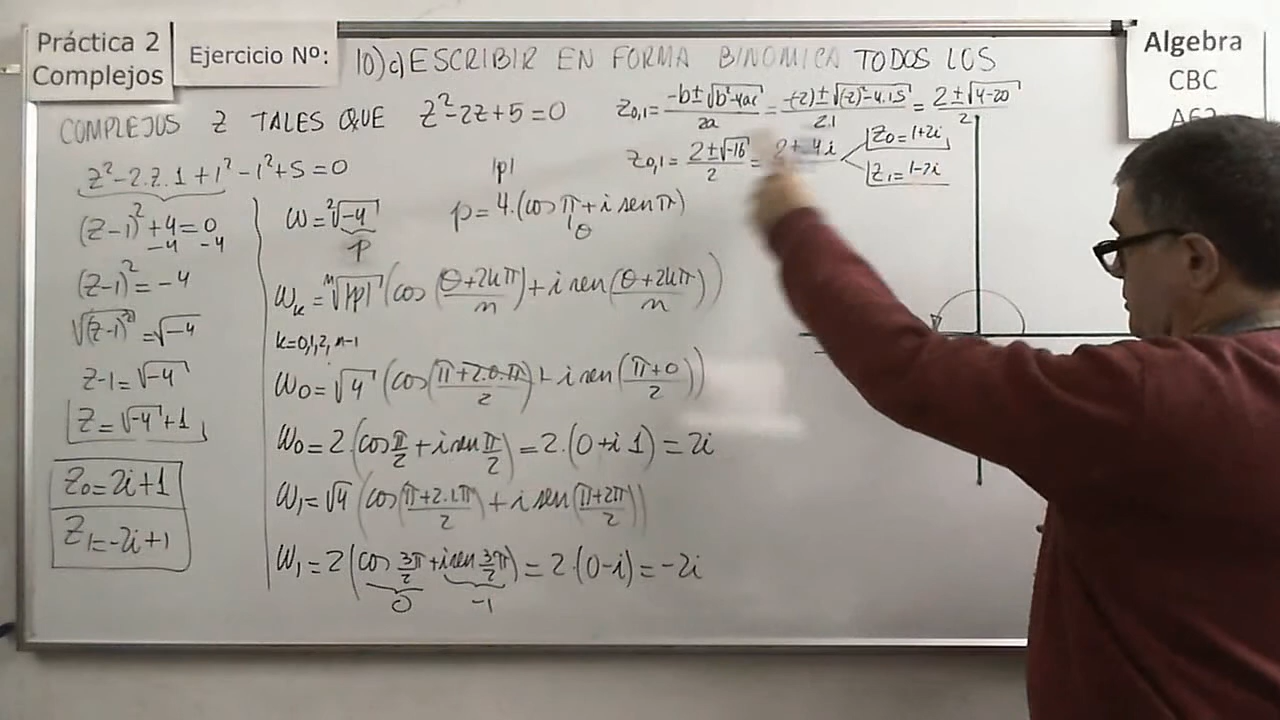 Práctica 2
Complejos
Ejercicio Nº:
10)c)ESCRIBIR EN FORMA BINOMICA TODOS LOS
COMPLEJOS Z TALES QUE Z²-2Z+5=0
Algebra
CBC
A62
Z0,1 = (-b±√(b²-4ac))/2a = (-(-2)±√((-2)²-4.1.5))/2.1 = (2±√(4-20))/2
Z0,1 = (2±√-16)/2 = 2± 4i
Z0=1+2i
Z1=1-2i
Z²-2.Z.1+1²-1²+5=0
(Z-1)²+4=0
-4 -4
(Z-1)²=-4
√(Z-1)²=√-4
Z-1=√-4
Z=√-4+1
Z0=2i+1
Z1=-2i+1
|p|
W=²√-4
p
p=4.(cos π+i sen π)
θ
Wk=ⁿ√|p|(cos((θ+2kπ)/n)+i sen((θ+2kπ)/n))
k=0,1,2, n-1
W0=√4(cos((π+2.0.π)/2)+i sen((π+0)/2))
W0=2.(cos π/2+i sen π/2)=2.(0+i1)=2i
W1=√4(cos((π+2.1.π)/2)+i sen((π+2π)/2))
W1=2(cos 3π/2+i sen 3π/2)=2.(0-i)=-2i
0 -1